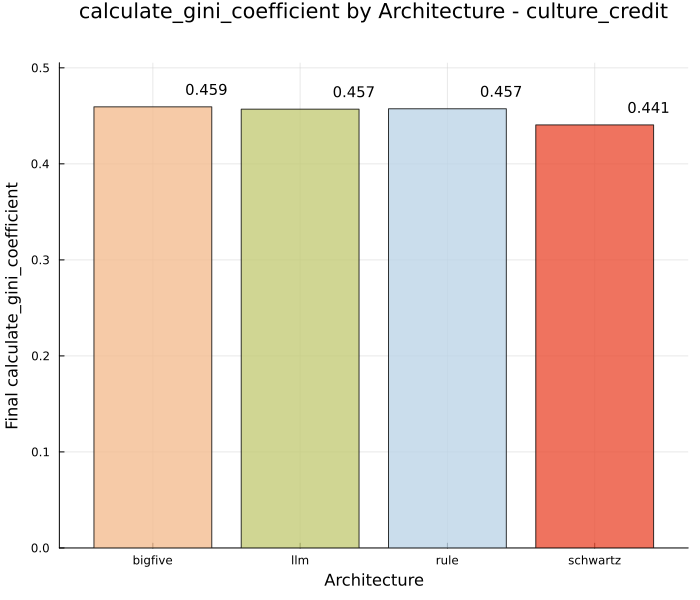 calculate_gini_coefficient by Architecture - culture_credit
Final calculate_gini_coefficient
0.5
0.4
0.3
0.2
0.1
0.0
0.459
0.457
0.457
0.441
bigfive
llm
rule
schwartz
Architecture